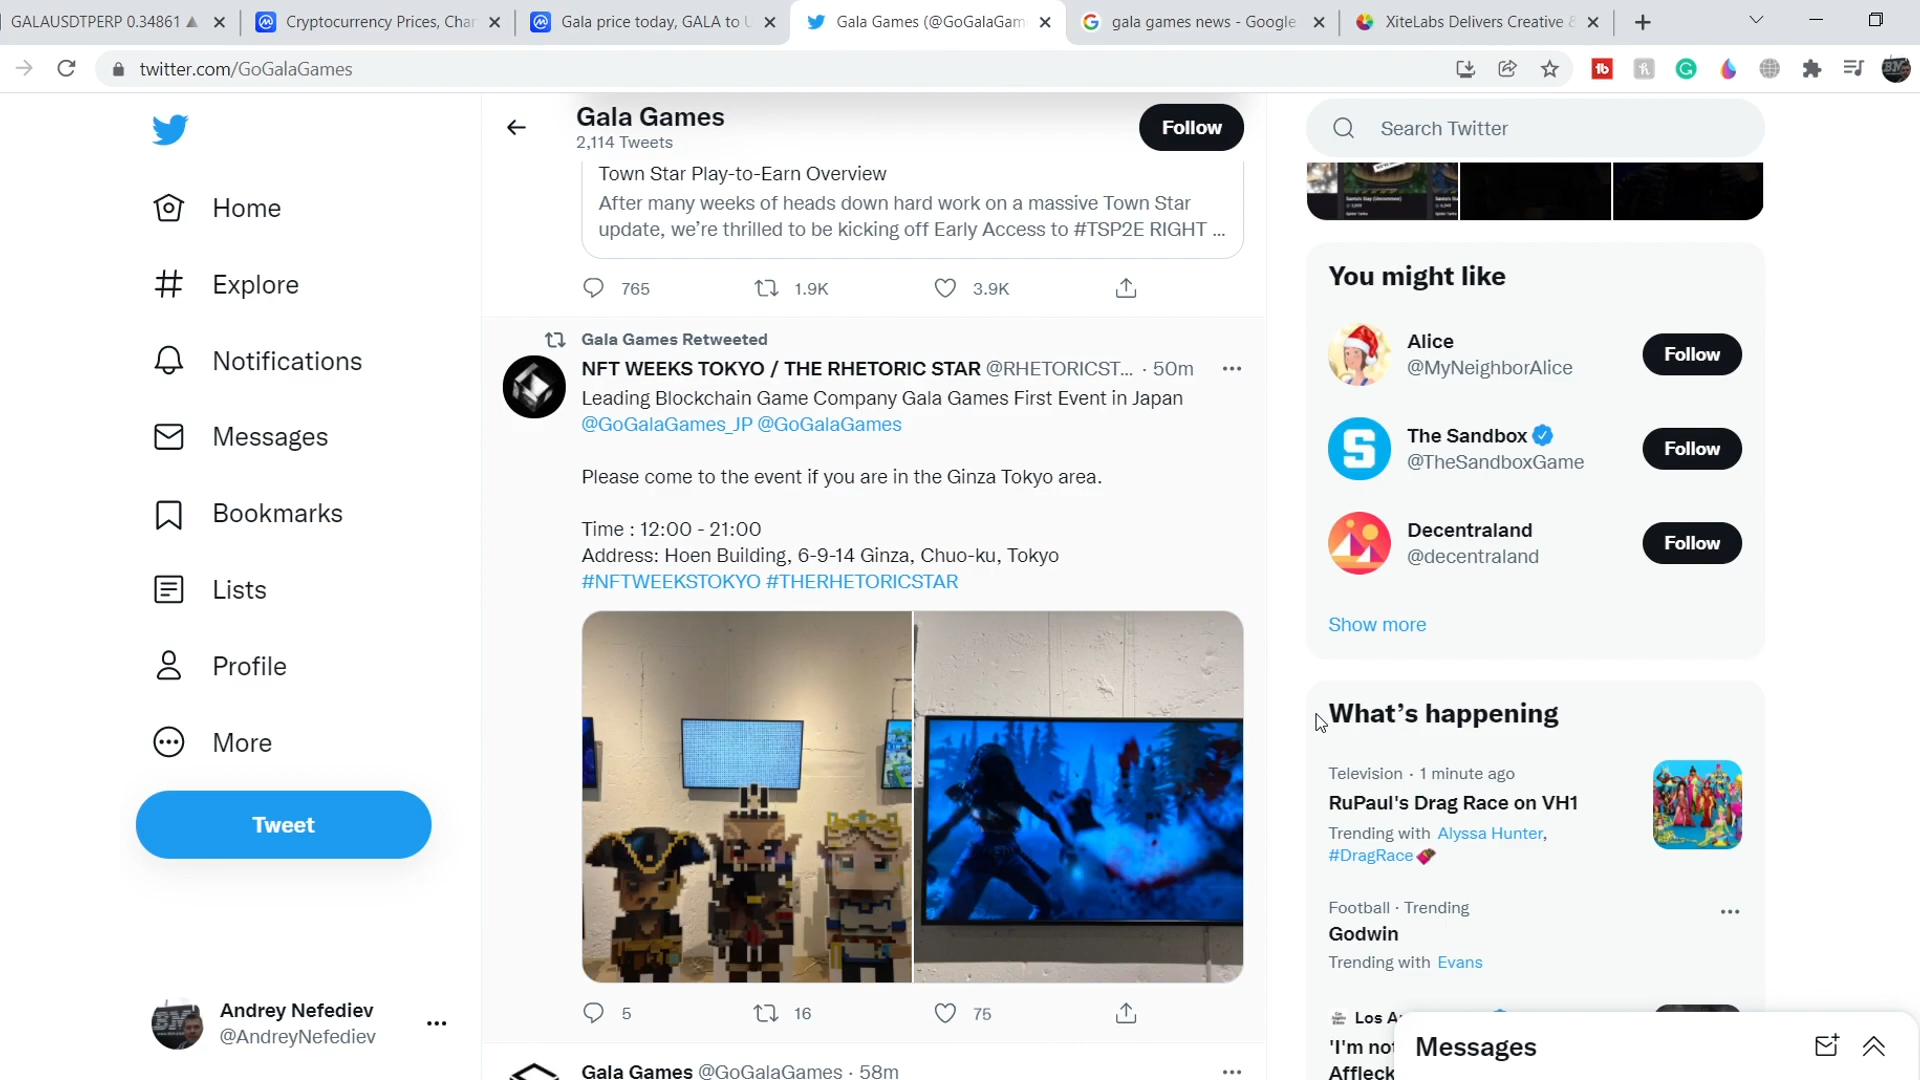 GALAUSDTPERP 0.34861
Cryptocurrency Prices, Char
Gala price today, GALA to U
Gala Games (@GoGalaGam
gala games news - Google
XiteLabs Delivers Creative &
twitter.com/GoGalaGames
Home
Explore
Notifications
Messages
Bookmarks
Lists
Profile
More
Tweet
Andrey Nefediev
@AndreyNefediev
Gala Games
2,114 Tweets
Follow
Town Star Play-to-Earn Overview
After many weeks of heads down hard work on a massive Town Star
update, we’re thrilled to be kicking off Early Access to #TSP2E RIGHT ...
765 1.9K 3.9K
Gala Games Retweeted
NFT WEEKS TOKYO / THE RHETORIC STAR @RHETORICST... · 50m
Leading Blockchain Game Company Gala Games First Event in Japan
@GoGalaGames_JP @GoGalaGames
Please come to the event if you are in the Ginza Tokyo area.
Time : 12:00 - 21:00
Address: Hoen Building, 6-9-14 Ginza, Chuo-ku, Tokyo
#NFTWEEKSTOKYO #THERHETORICSTAR
5 16 75
Gala Games @GoGalaGames · 58m
Search Twitter
You might like
Alice
@MyNeighborAlice
Follow
The Sandbox
@TheSandboxGame
Follow
Decentraland
@decentraland
Follow
Show more
What’s happening
Television · 1 minute ago
RuPaul's Drag Race on VH1
Trending with Alyssa Hunter,
#DragRace
Football · Trending
Godwin
Trending with Evans
Los A
'I'm not
Affleck
Messages